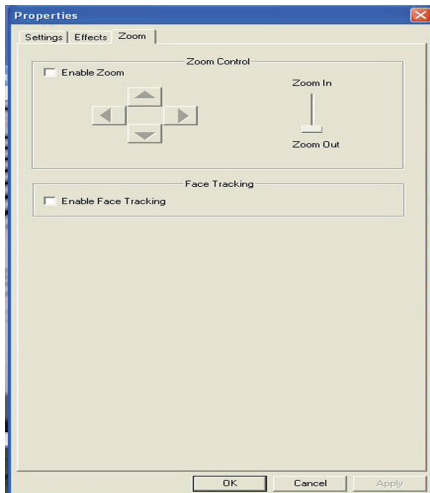 Properties
Settings Effects Zoom
Zoom Control
Enable Zoom
Zoom In
Zoom Out
Face Tracking
Enable Face Tracking
OK Cancel Apply